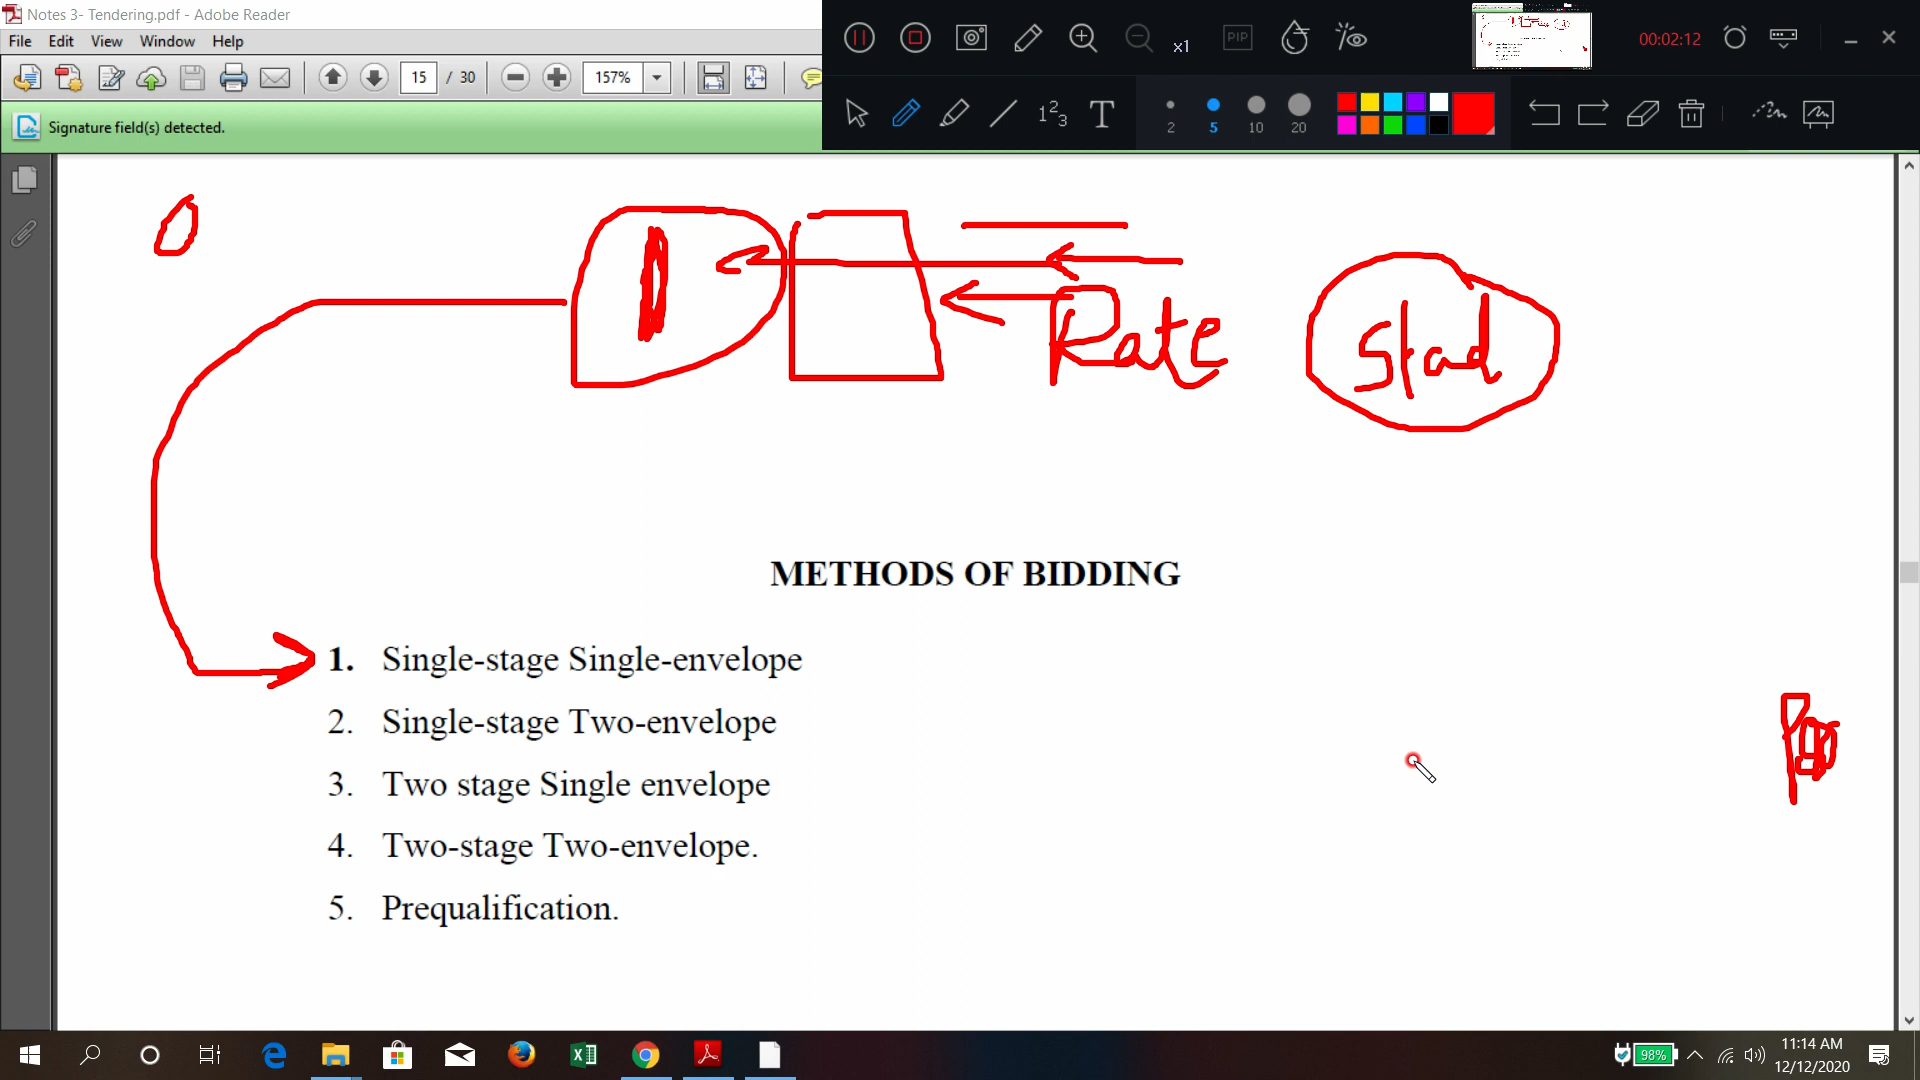 Notes 3- Tendering.pdf - Adobe Reader
File Edit View Window Help
15 / 30 157%
x1 PIP 00:02:12
1 2 3 T 2 5 10 20
Signature field(s) detected.
Rate
METHODS OF BIDDING
1. Single-stage Single-envelope
2. Single-stage Two-envelope
3. Two stage Single envelope
4. Two-stage Two-envelope.
5. Prequalification.
98% 11:14 AM
12/12/2020